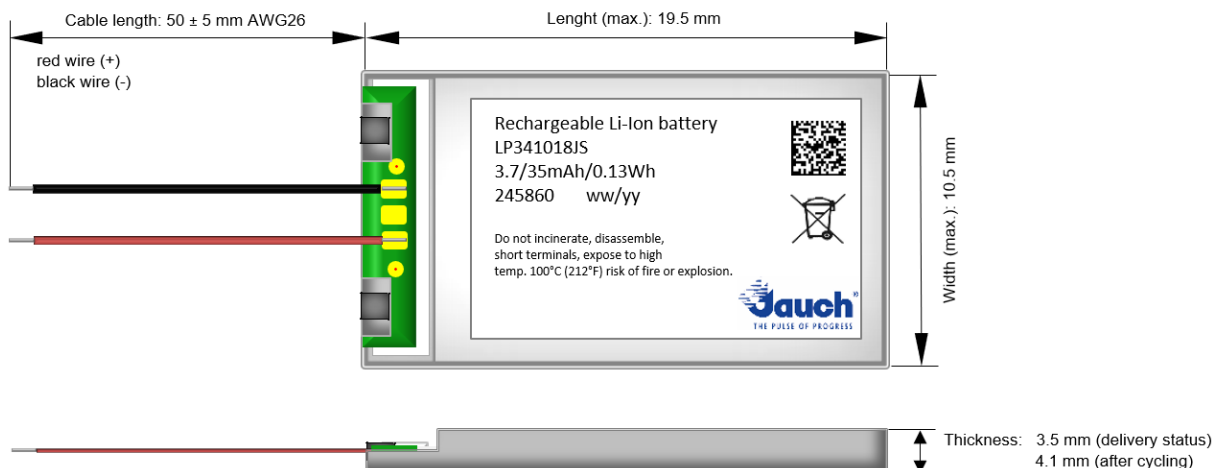 Cable length: 50 ± 5 mm AWG26
Lenght (max.): 19.5 mm
red wire (+)
black wire (-)
Rechargeable Li-Ion battery
LP341018JS
3.7/35mAh/0.13Wh
245860 ww/yy
Do not incinerate, disassemble,
short terminals, expose to high
temp. 100°C (212°F) risk of fire or explosion.
Jauch®
THE PULSE OF PROGRESS
Width (max.): 10.5 mm
Thickness: 3.5 mm (delivery status)
4.1 mm (after cycling)